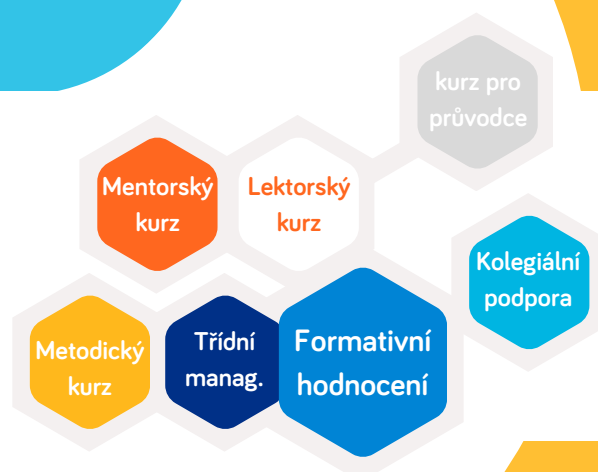 kurz pro
průvodce
Mentorský
kurz
Lektorský
kurz
Kolegiální
podpora
Metodický
kurz
Třídní
manag.
Formativní
hodnocení